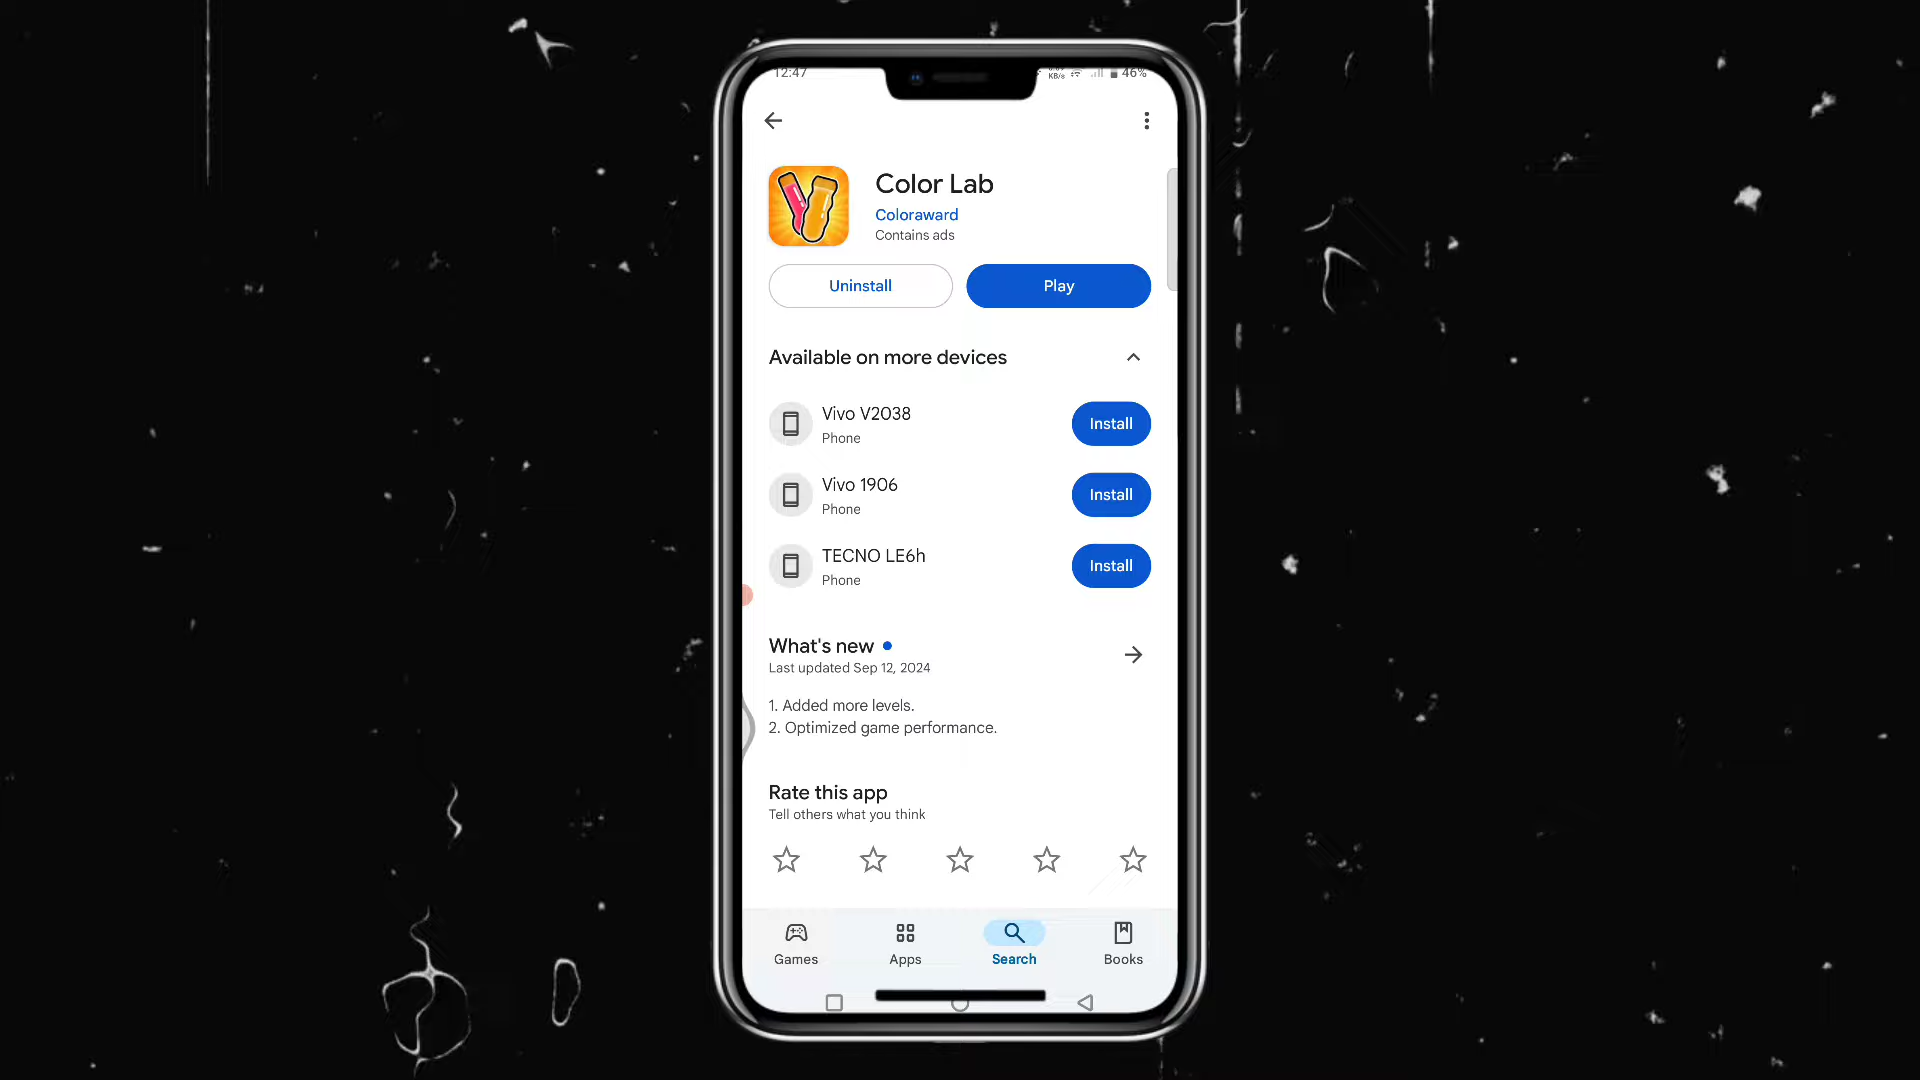 12:47
KB/s 46%
Color Lab
Coloraward
Contains ads
Uninstall
Play
Available on more devices
Vivo V2038
Phone
Install
Vivo 1906
Phone
Install
TECNO LE6h
Phone
Install
What's new
Last updated Sep 12, 2024
1. Added more levels.
2. Optimized game performance.
Rate this app
Tell others what you think
Games
Apps
Search
Books